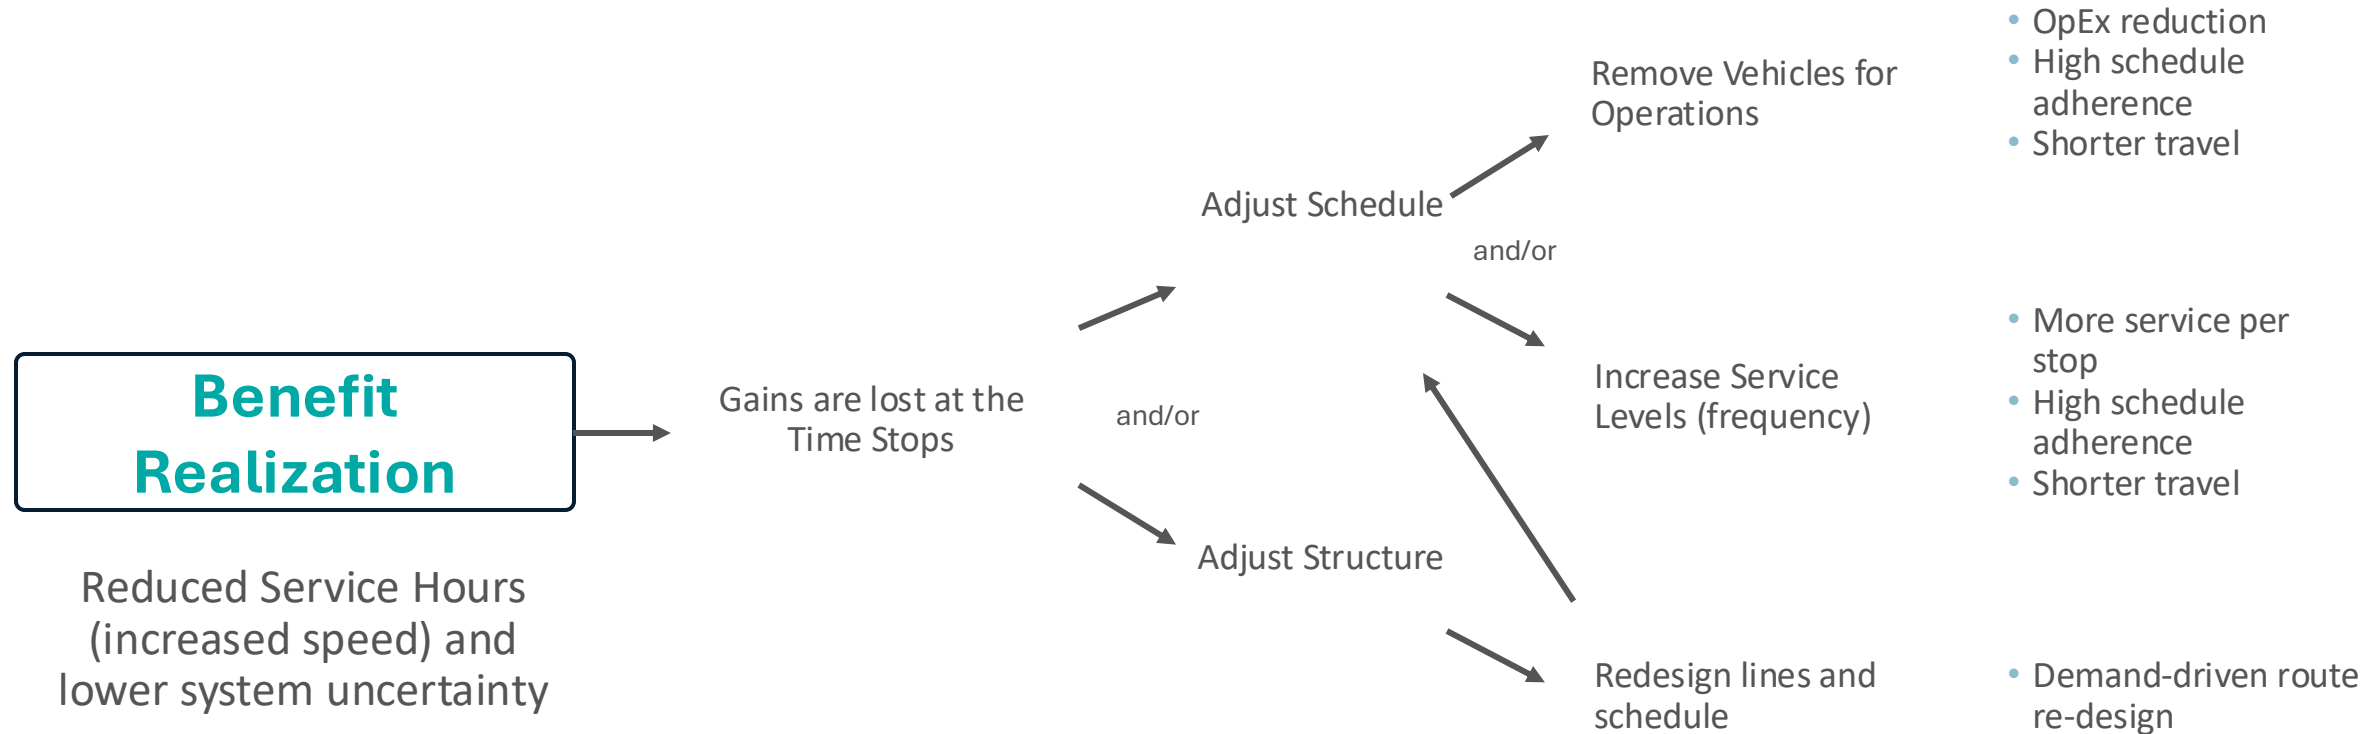 Benefit
Realization
Reduced Service Hours
(increased speed) and
lower system uncertainty
Gains are lost at the
Time Stops
and/or
Adjust Schedule
Adjust Structure
and/or
Remove Vehicles for
Operations
Increase Service
Levels (frequency)
Redesign lines and
schedule
• OpEx reduction
• High schedule
adherence
• Shorter travel
• More service per
stop
• High schedule
adherence
• Shorter travel
• Demand-driven route
re-design